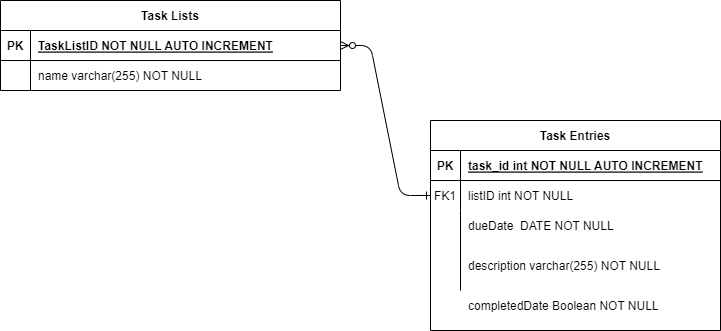 Task Lists
PK TaskListID NOT NULL AUTO INCREMENT
name varchar(255) NOT NULL
Task Entries
PK task_id int NOT NULL AUTO INCREMENT
FK1 listID int NOT NULL
dueDate  DATE NOT NULL
description varchar(255) NOT NULL
completedDate Boolean NOT NULL